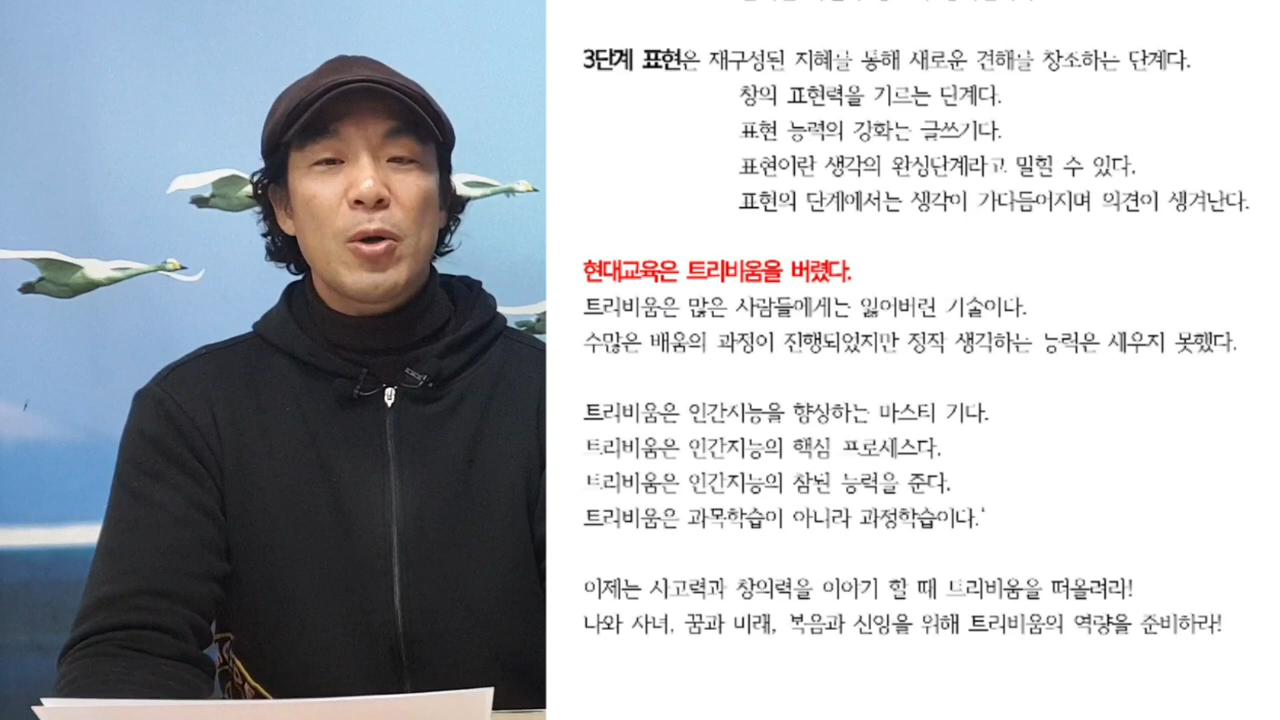 3단계 표현은 재구성된 지혜를 통해 새로운 견해를 창조하는 단계다.
창의 표현력을 기르는 단계다.
표현 능력의 강화는 글쓰기다.
표현이란 생각의 완성단계라고 말할 수 있다.
표현의 단계에서는 생각이 가다듬어지며 의견이 생겨난다.
현대교육은 트리비움을 버렸다.
트리비움은 많은 사람들에게는 잃어버린 기술이다.
수많은 배움의 과정이 진행되었지만 정작 생각하는 능력은 세우지 못했다.
트리비움은 인간지능을 향상하는 마스터 키다.
트리비움은 인간지능의 핵심 프로세스다.
트리비움은 인간지능의 참된 능력을 준다.
트리비움은 과목학습이 아니라 과정학습이다.'
이제는 사고력과 창의력을 이야기 할 때 트리비움을 떠올려라!
나와 자녀, 꿈과 미래, 복음과 신앙을 위해 트리비움의 역량을 준비하라!